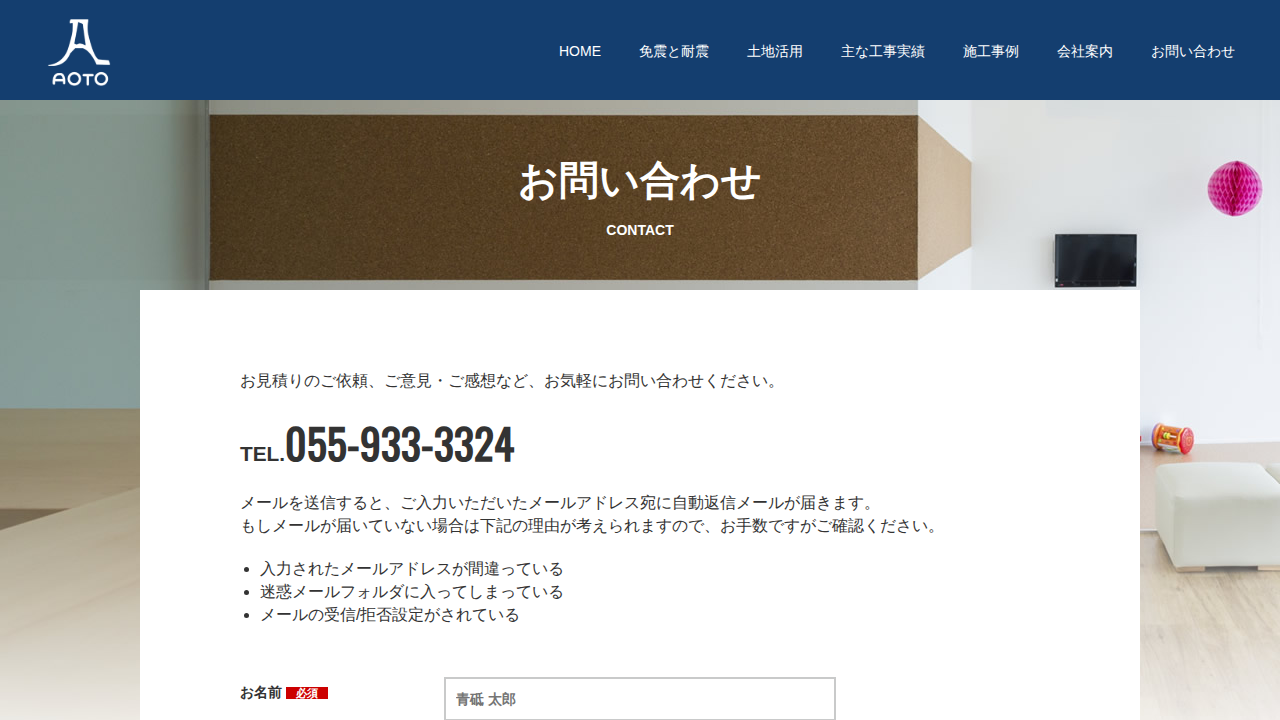 AOTO
HOME 免震と耐震 土地活用 主な工事実績 施工事例 会社案内 お問い合わせ
お問い合わせ
CONTACT
お見積りのご依頼、ご意見・ご感想など、お気軽にお問い合わせください。
TEL.055-933-3324
メールを送信すると、ご入力いただいたメールアドレス宛に自動返信メールが届きます。
もしメールが届いていない場合は下記の理由が考えられますので、お手数ですがご確認ください。
• 入力されたメールアドレスが間違っている
• 迷惑メールフォルダに入ってしまっている
• メールの受信/拒否設定がされている
お名前 必須 青砥 太郎